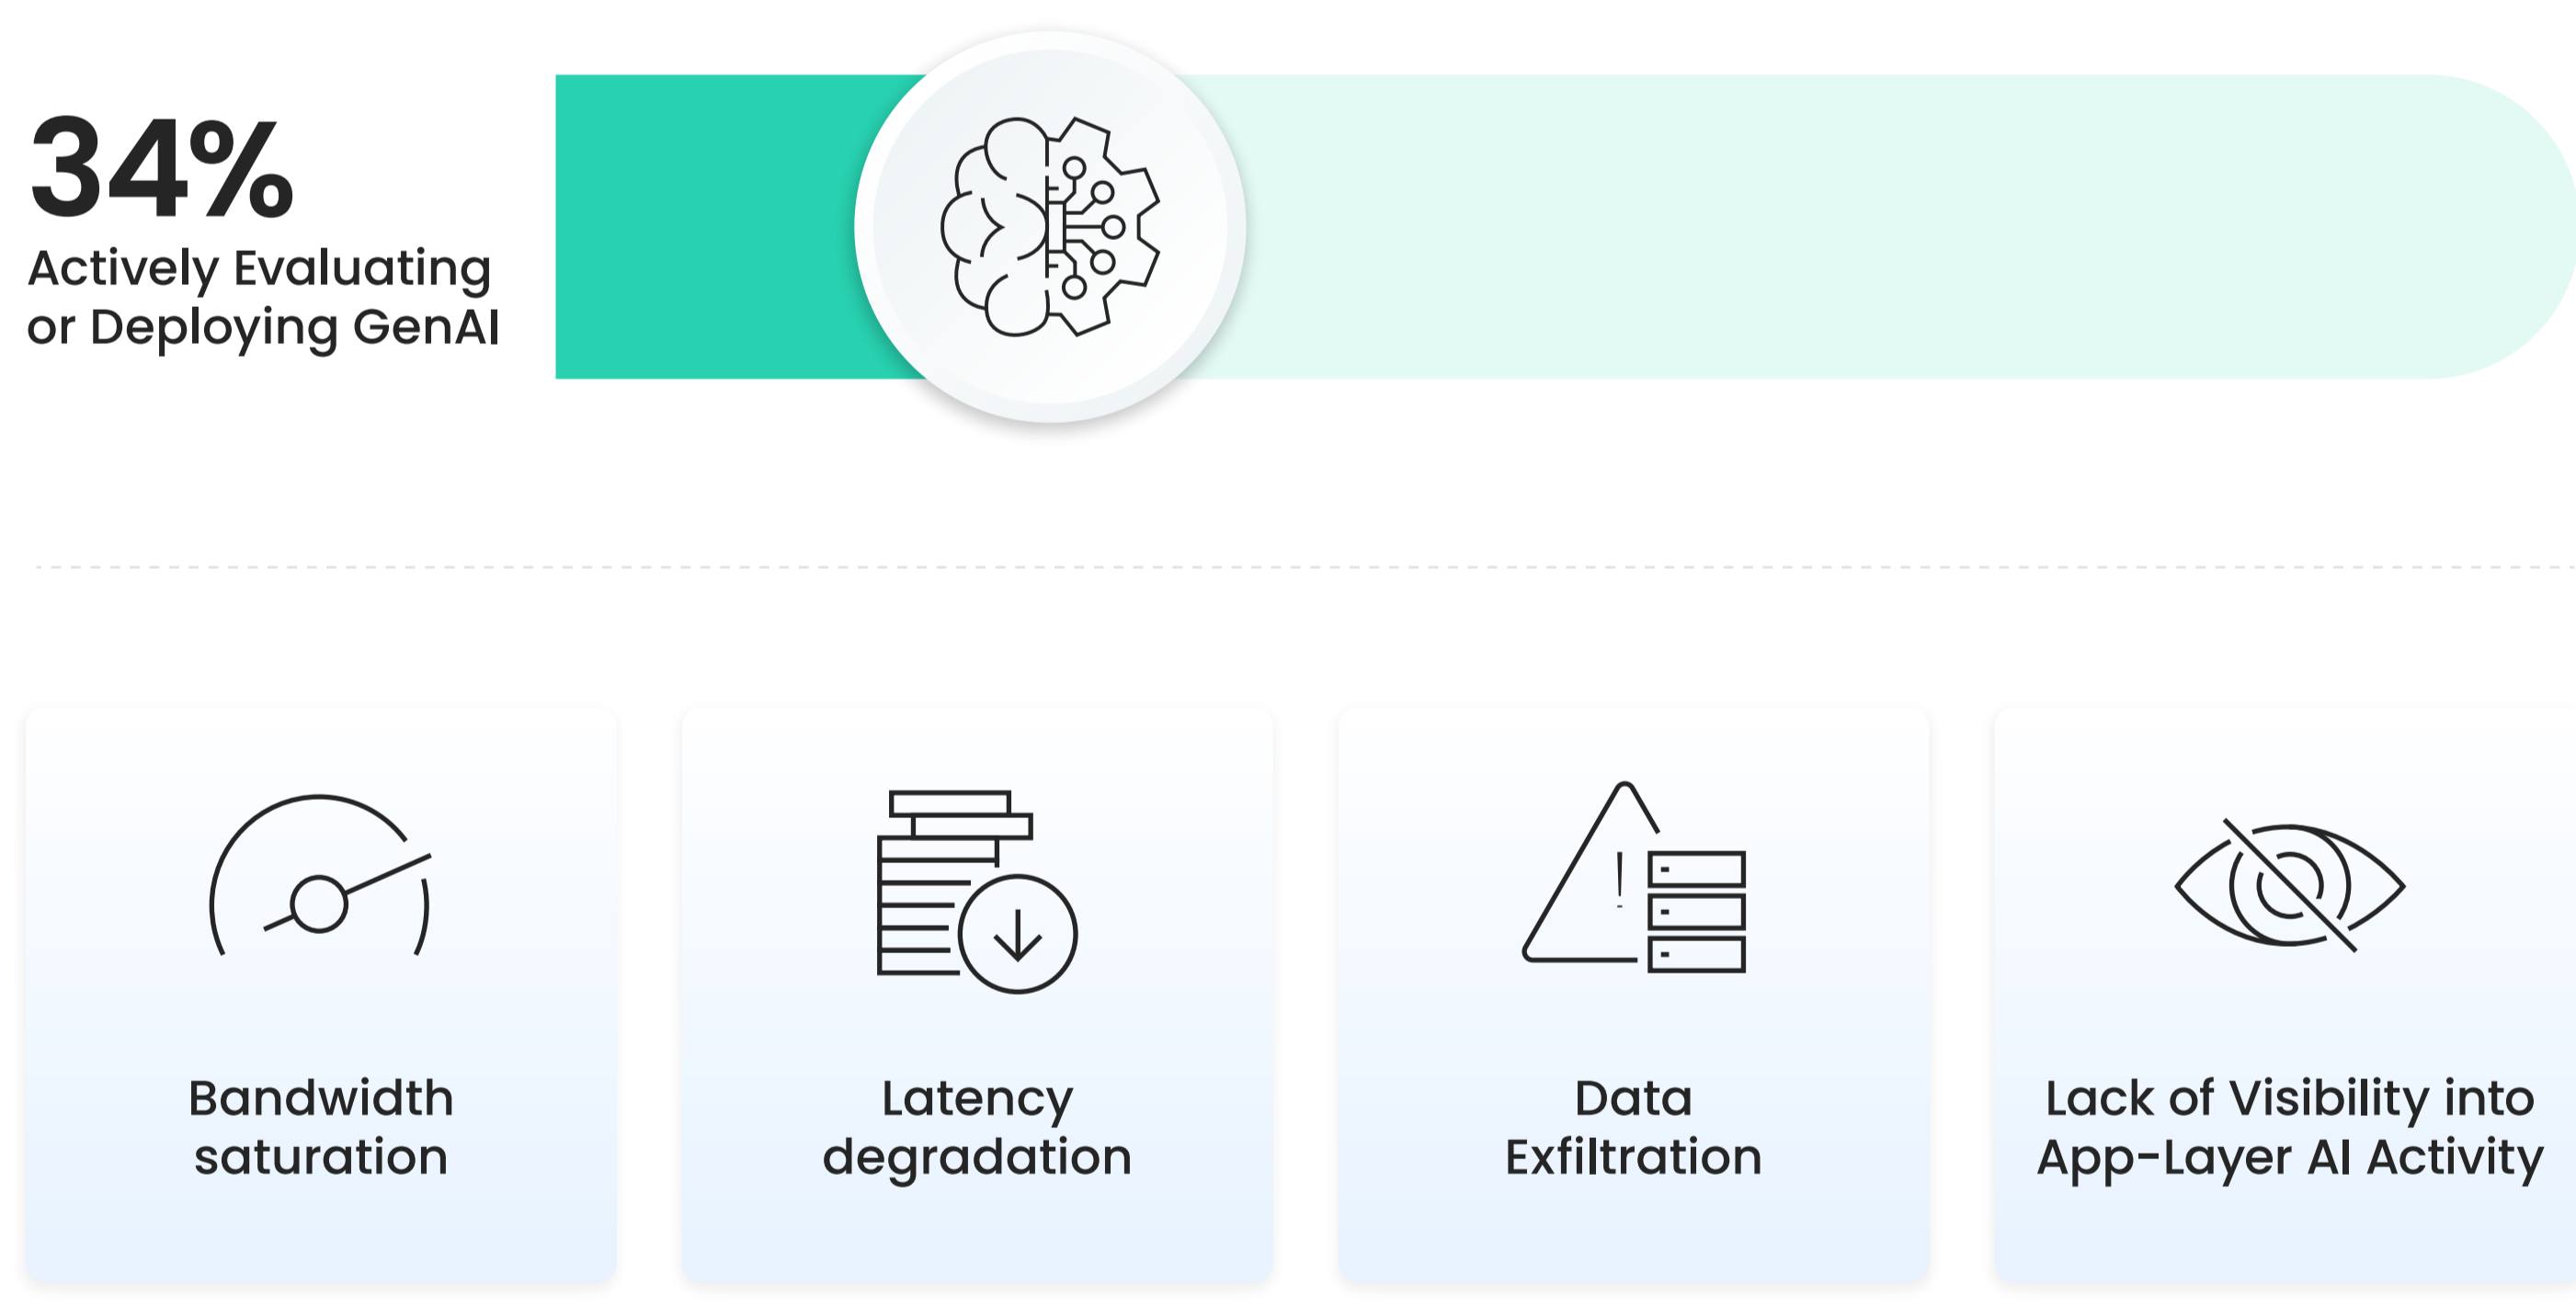 34%
Actively Evaluating
or Deploying GenAI
Bandwidth
saturation
Latency
degradation
Data
Exfiltration
Lack of Visibility into
App-Layer AI Activity